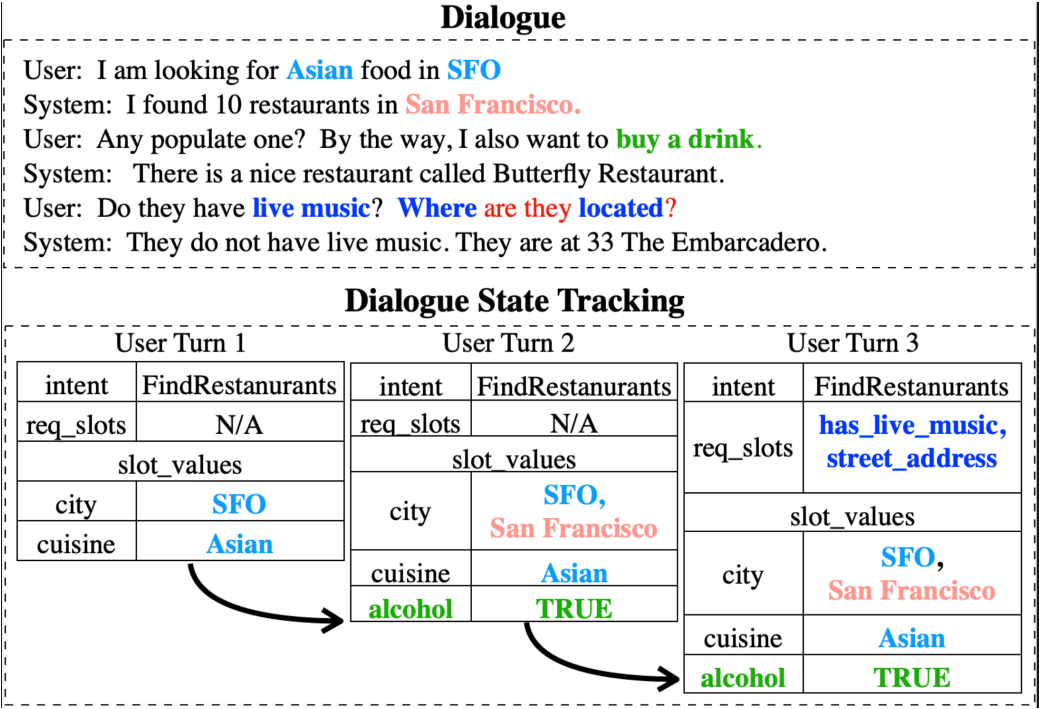 Dialogue
User: I am looking for Asian food in SFO
System: I found 10 restaurants in San Francisco.
User: Any populate one? By the way, I also want to buy a drink.
System: There is a nice restaurant called Butterfly Restaurant.
User: Do they have live music? Where are they located?
System: They do not have live music. They are at 33 The Embarcadero.
Dialogue State Tracking
User Turn 1
intent FindRestanurants
req_slots N/A
slot_values
city SFO
cuisine Asian
User Turn 2
intent FindRestanurants
req_slots N/A
slot_values
city SFO,
San Francisco
cuisine Asian
alcohol TRUE
User Turn 3
intent FindRestanurants
req_slots has_live_music,
street_address
slot_values
city SFO,
San Francisco
cuisine Asian
alcohol TRUE